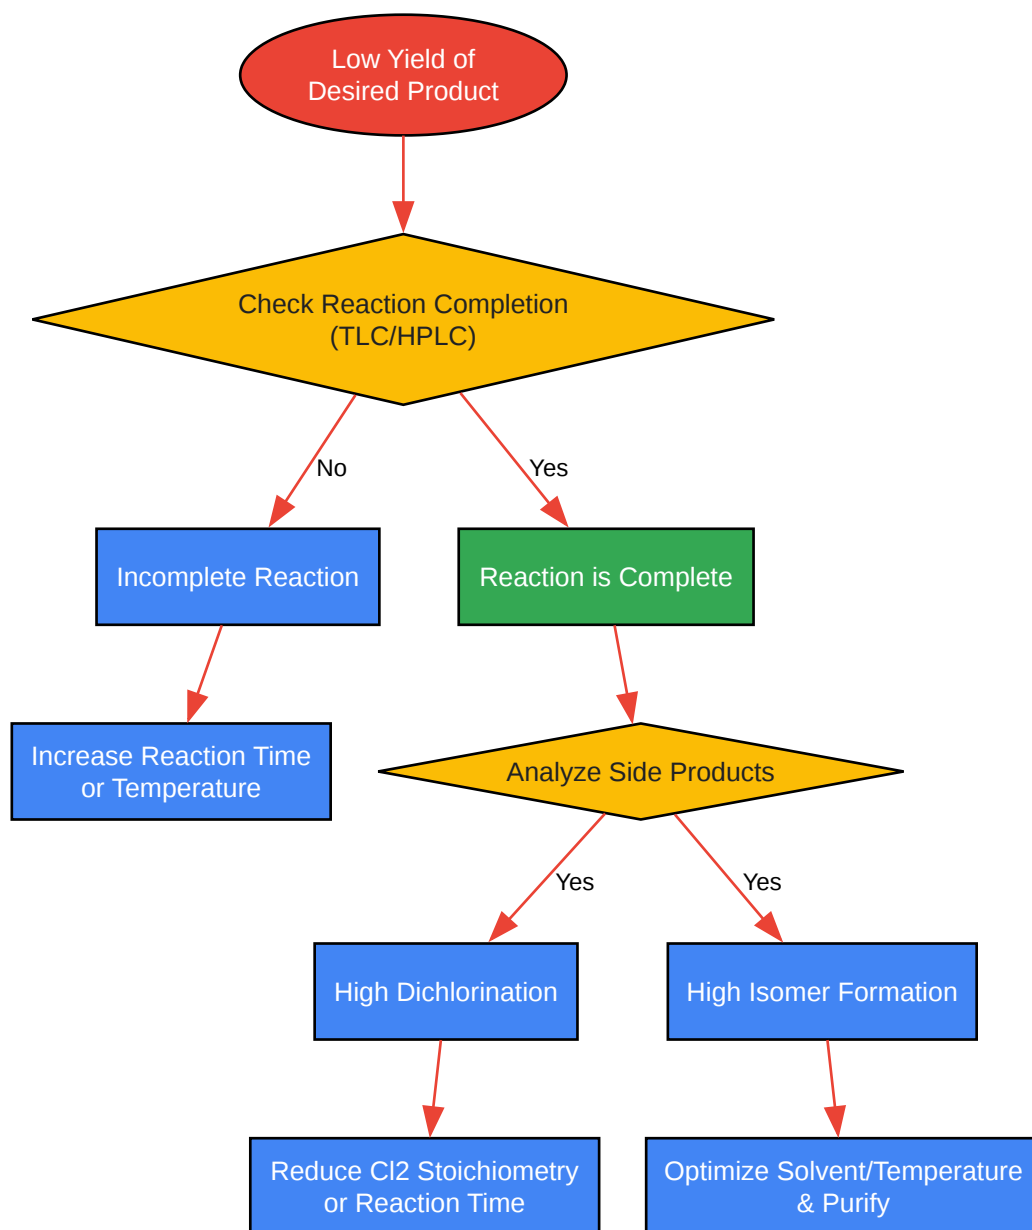 Low Yield of
Desired Product
Check Reaction Completion
(TLC/HPLC)
No
Yes
Incomplete Reaction
Reaction is Complete
Increase Reaction Time
or Temperature
Analyze Side Products
Yes
Yes
High Dichlorination
High Isomer Formation
Reduce Cl2 Stoichiometry
or Reaction Time
Optimize Solvent/Temperature
& Purify